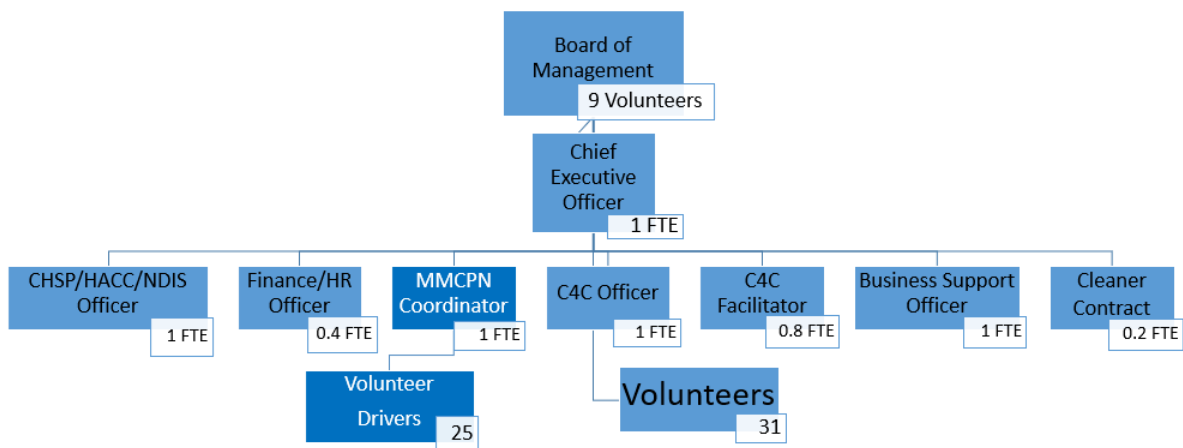 Board of
Management
9 Volunteers
Chief
Executive
Officer
1 FTE
CHSP/HACC/NDIS
Officer
1 FTE
Finance/HR
Officer
0.4 FTE
MMCPN
Coordinator
1 FTE
C4C Officer
1 FTE
C4C
Facilitator
0.8 FTE
Business Support
Officer
1 FTE
Cleaner
Contract
0.2 FTE
Volunteer
Drivers
25
Volunteers
31